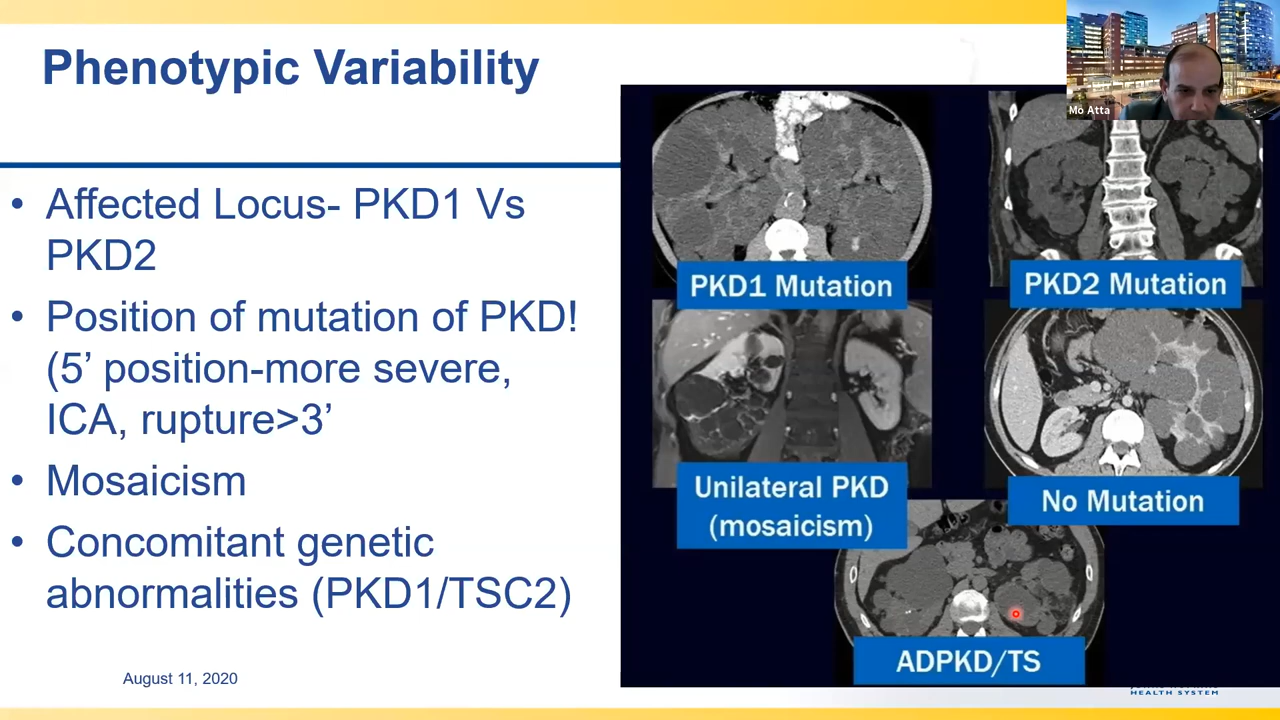 Phenotypic Variability
Mo Atta
• Affected Locus- PKD1 Vs
PKD2
• Position of mutation of PKD!
(5’ position-more severe,
ICA, rupture>3’
• Mosaicism
• Concomitant genetic
abnormalities (PKD1/TSC2)
PKD1 Mutation
PKD2 Mutation
Unilateral PKD
(mosaicism)
No Mutation
ADPKD/TS
August 11, 2020
HEALTH SYSTEM